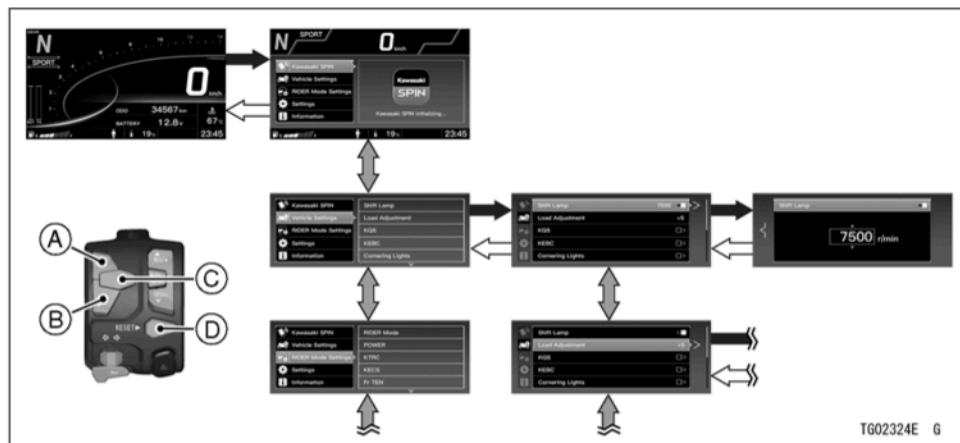 N
SPORT
0 km/h
ODO 34567 km
BATTERY 12.8 V
67
23:45
N SPORT 0 km/h
Kawasaki SPIN
Vehicle Settings
RIDER Mode Settings
Settings
Information
Kawasaki
SPIN
Kawasaki SPIN initializing...
19
23:45
Kawasaki SPIN
Vehicle Settings
RIDER Mode Settings
Settings
Information
Shift Lamp
Load Adjustment
KQS
KEBC
Cornering Lights
Shift Lamp 7500
Load Adjustment
KQS
KEBC
Cornering Lights
Shift Lamp
7500 r/min
A
B
C
D
RESET
Kawasaki SPIN
Vehicle Settings
RIDER Mode Settings
Settings
Information
RIDER Mode
POWER
KTRC
KECS
Fr TEN
Shift Lamp
Load Adjustment
KQS
KEBC
Cornering Lights
TG02324E G